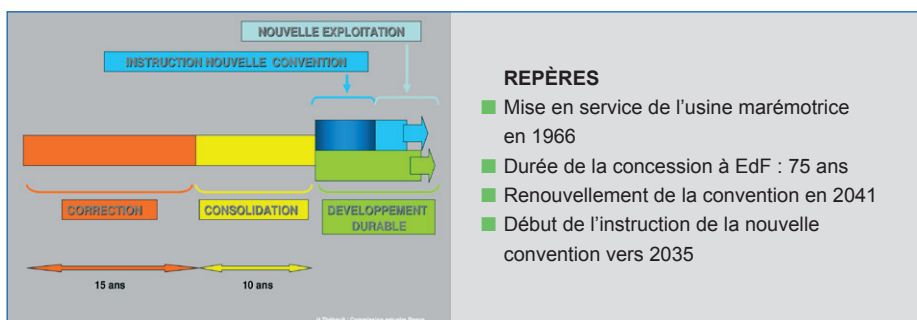 NOUVELLE EXPLOITATION
INSTRUCTION NOUVELLE CONVENTION
CORRECTION
CONSOLIDATION
DEVELOPPEMENT
DURABLE
15 ans
10 ans
REPÈRES
Mise en service de l'usine marémotrice
en 1966
Durée de la concession à EdF : 75 ans
Renouvellement de la convention en 2041
Début de l'instruction de la nouvelle
convention vers 2035